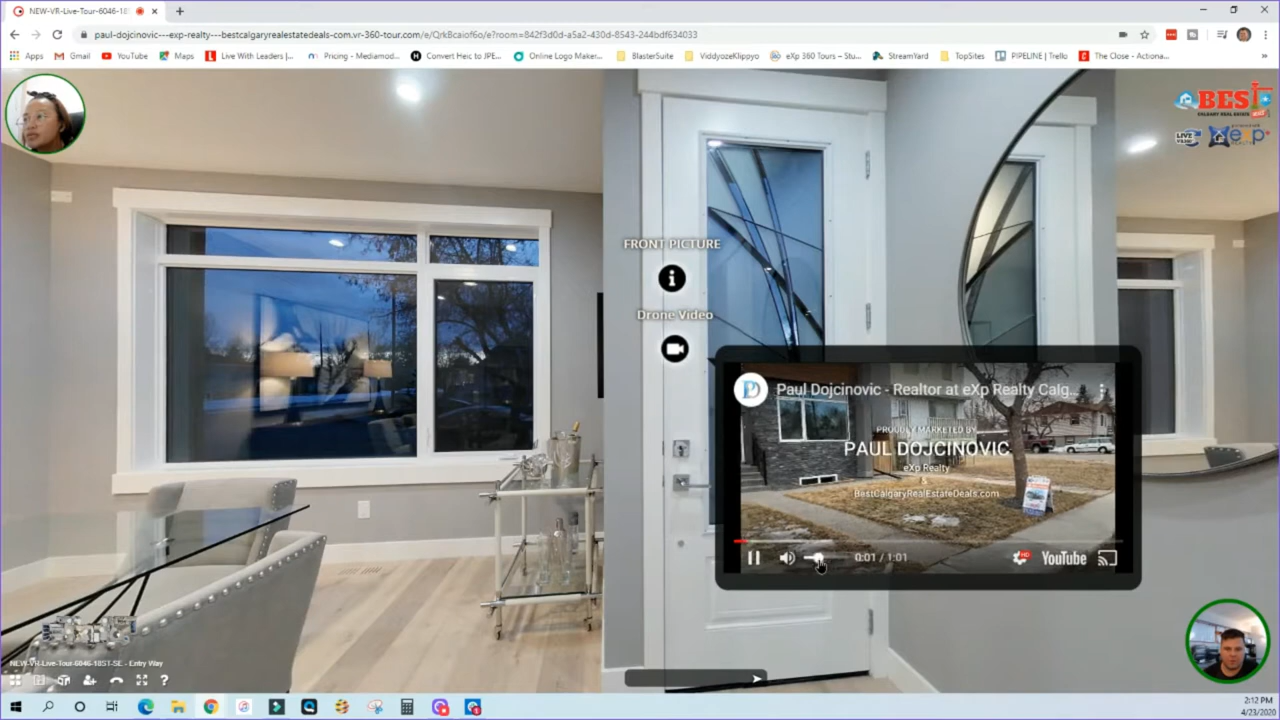 NEW-VR-Live-Tour-6046-18S
paul-dojcinovic---exp-realty---bestcalgaryrealestatedeals-com.vr-360-tour.com/e/Qrk8caiof6o/e?room=842f3d0d-a5a2-430d-8543-244bdf634033
Apps Gmail YouTube Maps Live With Leaders |... Pricing - Mediamod... Convert Heic to JPE... Online Logo Maker... BlasterSuite ViddyozeKlippyo eXp 360 Tours – Stu... StreamYard TopSites PIPELINE | Trello The Close - Actiona...
BEST
CALGARY REAL ESTATE
LIVE
eXp
REALTY
FRONT PICTURE
Drone Video
Paul Dojcinovic - Realtor at eXp Realty Calg...
PROUDLY MARKETED BY
PAUL DOJCINOVIC
eXp Realty
&
BestCalgaryRealEstateDeals.com
0:01 / 1:01
HD
YouTube
NEW-VR-Live-Tour-6046-18ST-SE - Entry Way
2:12 PM
4/23/2020